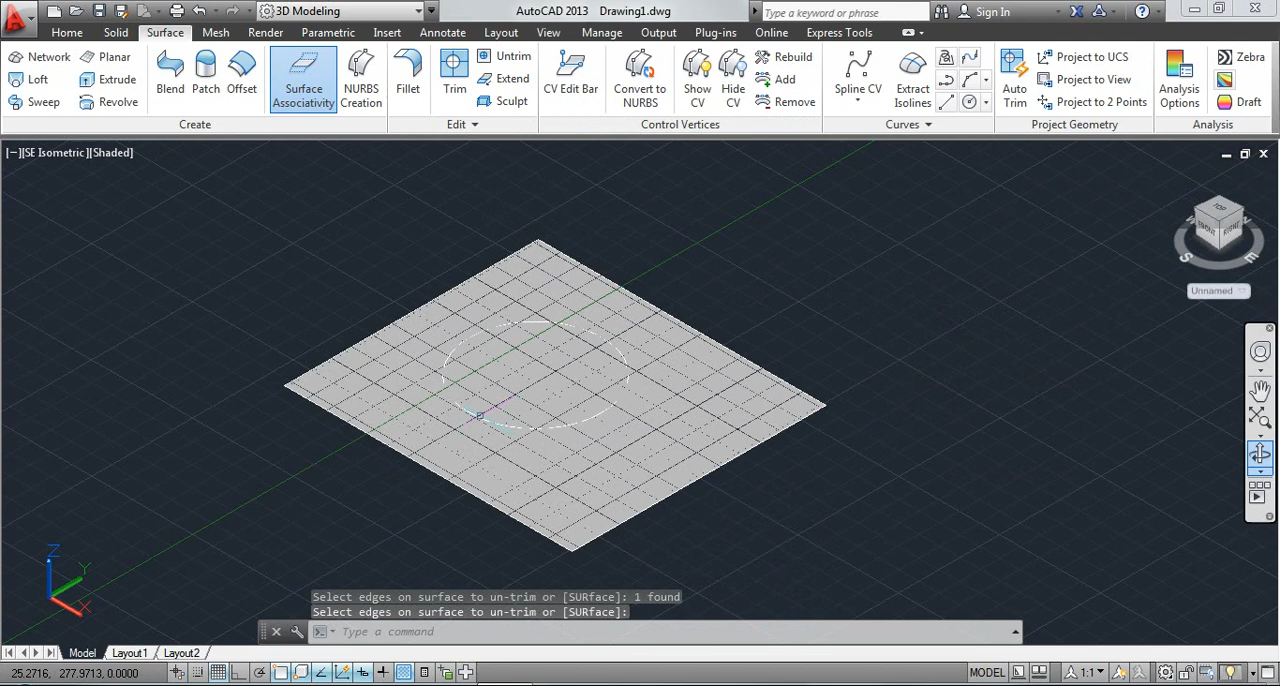 3D Modeling
AutoCAD 2013 Drawing1.dwg
Type a keyword or phrase
Sign In
Home Solid Surface Mesh Render Parametric Insert Annotate Layout View Manage Output Plug-ins Online Express Tools
Network Planar
Loft Extrude
Sweep Revolve
Blend Patch Offset
Surface Associativity
NURBS Creation
Create
Fillet
Trim
Untrim
Extend
Sculpt
Edit
CV Edit Bar
Convert to NURBS
Show CV
Hide CV
Rebuild
Add
Remove
Control Vertices
Spline CV
Extract Isolines
Curves
Auto Trim
Project to UCS
Project to View
Project to 2 Points
Project Geometry
Analysis Options
Zebra
Draft
Analysis
[−][SE Isometric][Shaded]
TOP
FRONT RIGHT
W N
S E
Unnamed
Z
Y
X
Select edges on surface to un-trim or [SURface]: 1 found
Select edges on surface to un-trim or [SURface]:
Type a command
Model Layout1 Layout2
25.2716, 277.9713, 0.0000
MODEL
1:1